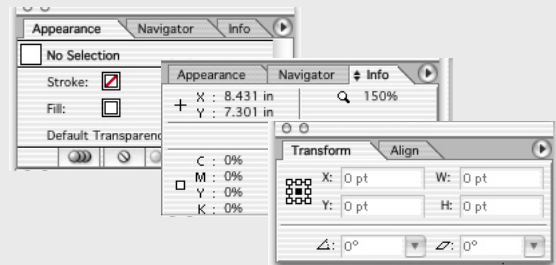 Appearance Navigator Info
No Selection
Stroke:
Fill:
Default Transparenc
Appearance Navigator Info
X : 8.431 in 150%
Y : 7.301 in
C : 0%
M : 0%
Y : 0%
K : 0%
Transform Align
X: 0 pt W: 0 pt
Y: 0 pt H: 0 pt
0° 0°